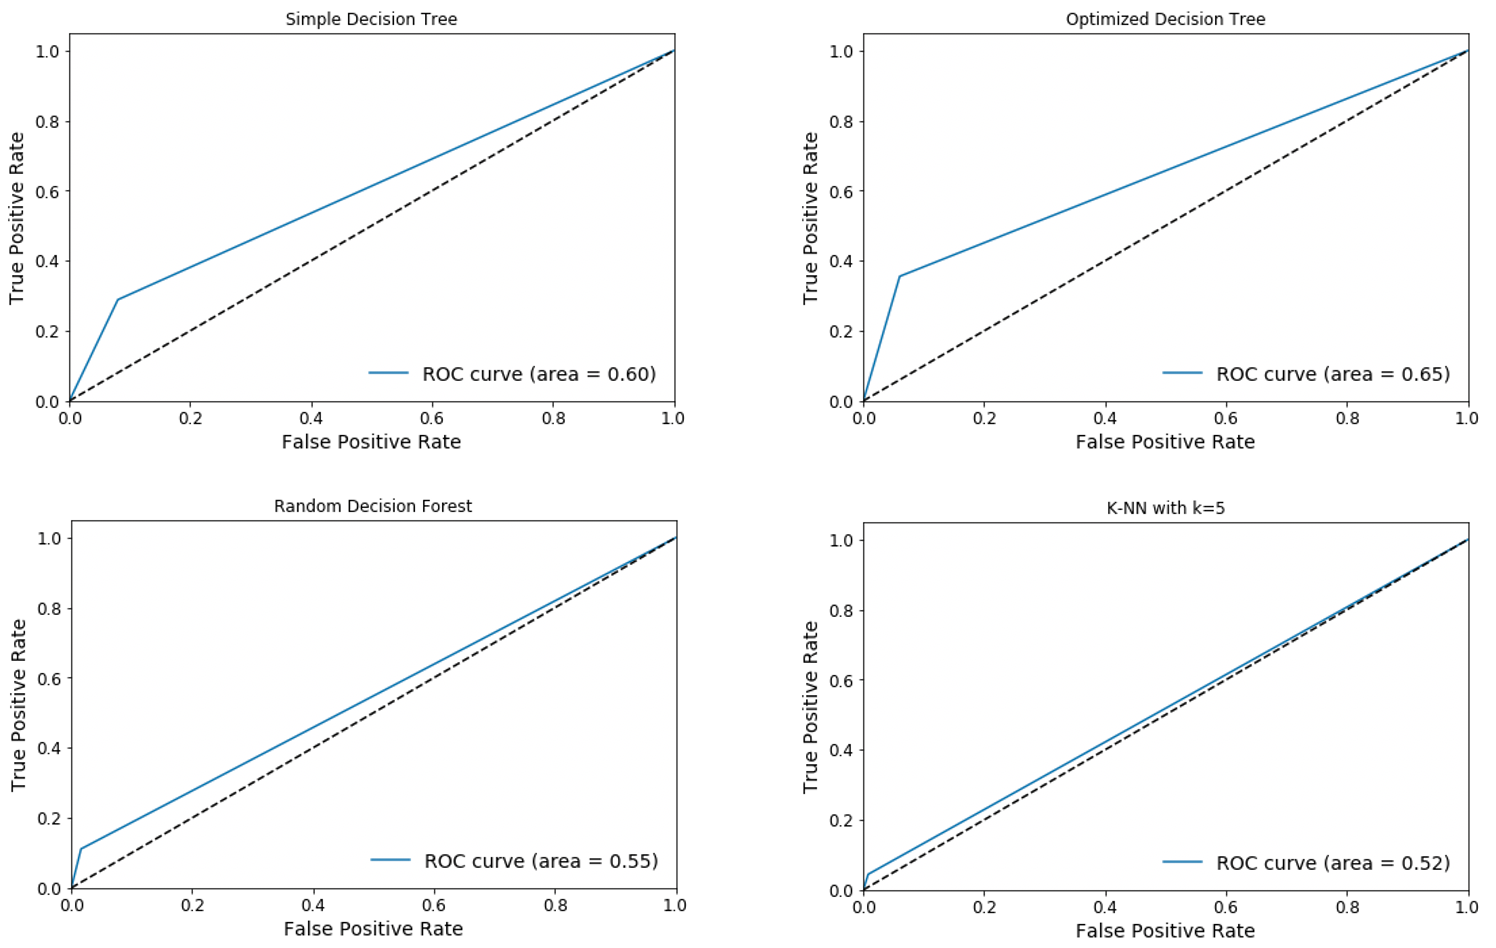 Simple Decision Tree
1.0
0.8
0.6
0.4
0.2
0.0
True Positive Rate
ROC curve (area = 0.60)
0.0 0.2 0.4 0.6 0.8 1.0
False Positive Rate
Optimized Decision Tree
1.0
0.8
0.6
0.4
0.2
0.0
True Positive Rate
ROC curve (area = 0.65)
0.0 0.2 0.4 0.6 0.8 1.0
False Positive Rate
Random Decision Forest
1.0
0.8
0.6
0.4
0.2
0.0
True Positive Rate
ROC curve (area = 0.55)
0.0 0.2 0.4 0.6 0.8 1.0
False Positive Rate
K-NN with k=5
1.0
0.8
0.6
0.4
0.2
0.0
True Positive Rate
ROC curve (area = 0.52)
0.0 0.2 0.4 0.6 0.8 1.0
False Positive Rate